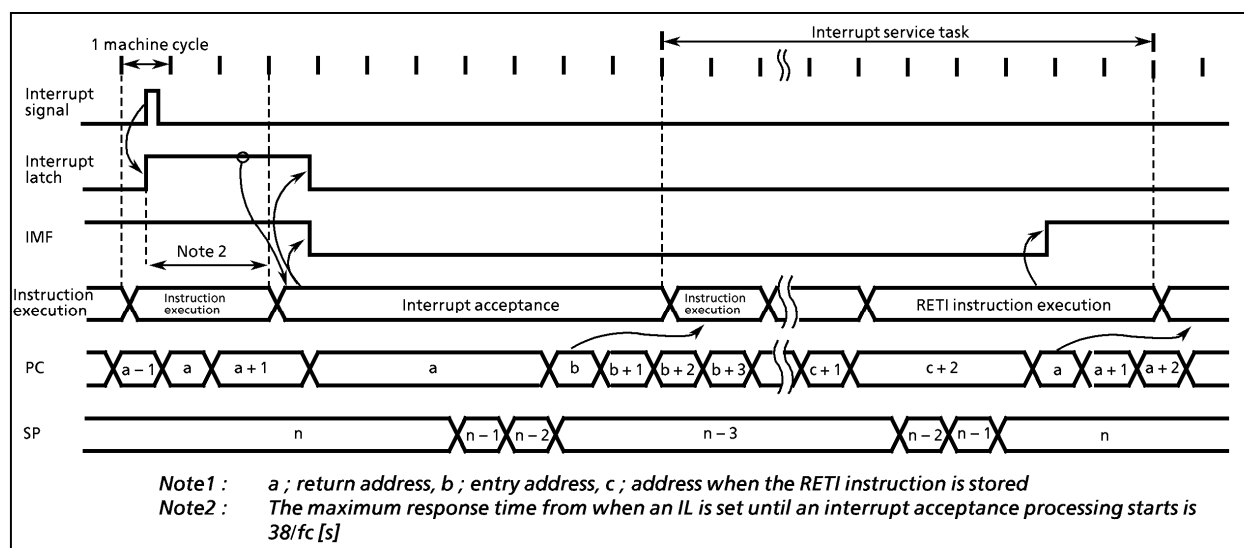 1 machine cycle
Interrupt service task
Interrupt
signal
Interrupt
latch
IMF
Note 2
Instruction
execution
Instruction
execution
Interrupt acceptance
Instruction
execution
RETI instruction execution
PC
a – 1
a
a + 1
a
b
b + 1
b + 2
b + 3
c + 1
c + 2
a
a + 1
a + 2
SP
n
n – 1
n – 2
n – 3
n – 2
n – 1
n
Note1 : a ; return address, b ; entry address, c ; address when the RETI instruction is stored
Note2 : The maximum response time from when an IL is set until an interrupt acceptance processing starts is
38/fc [s]